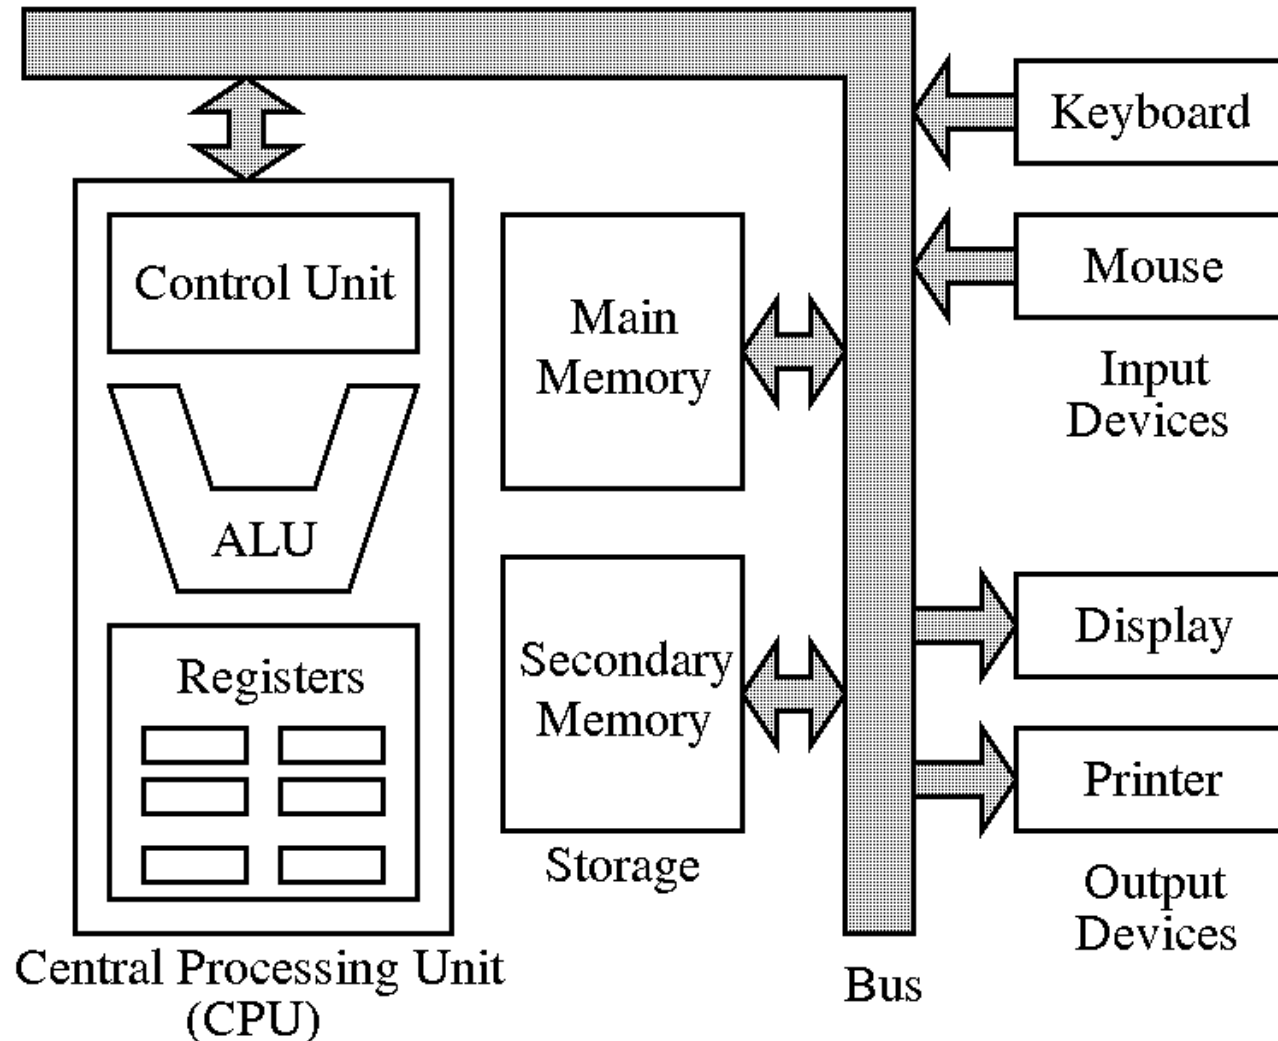 Keyboard
Control Unit
Mouse
Main
Memory
Input
Devices
ALU
Registers
Secondary
Memory
Display
Printer
Storage
Output
Devices
Central Processing Unit
(CPU)
Bus